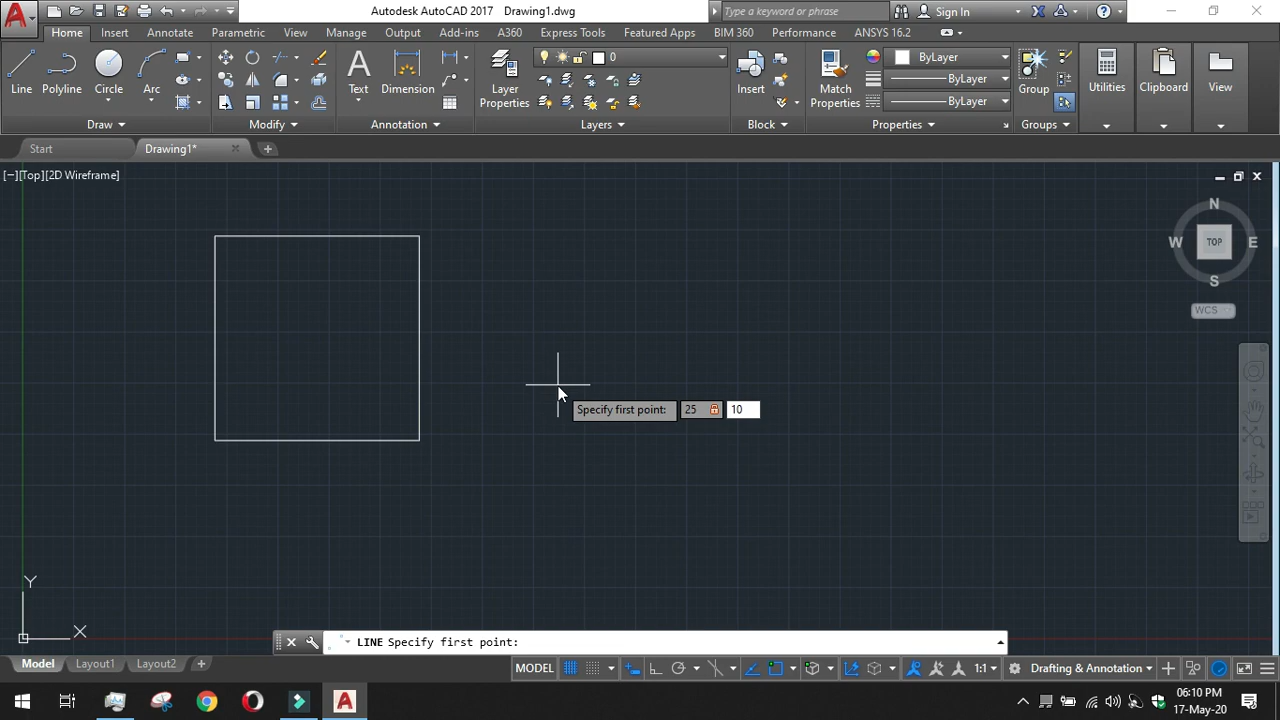 Autodesk AutoCAD 2017 Drawing1.dwg
Type a keyword or phrase
Sign In
Home Insert Annotate Parametric View Manage Output Add-ins A360 Express Tools Featured Apps BIM 360 Performance ANSYS 16.2
Line Polyline Circle Arc
Draw
Modify
Text Dimension
Annotation
Layer Properties
0
Layers
Insert
Block
Match Properties
ByLayer
ByLayer
ByLayer
Properties
Group
Groups
Utilities
Clipboard
View
Start
Drawing1*
[−][Top][2D Wireframe]
N
W TOP E
S
WCS
Specify first point: 25 10
Y
X
LINE Specify first point:
Model Layout1 Layout2
MODEL
1:1
Drafting & Annotation
06:10 PM
17-May-20